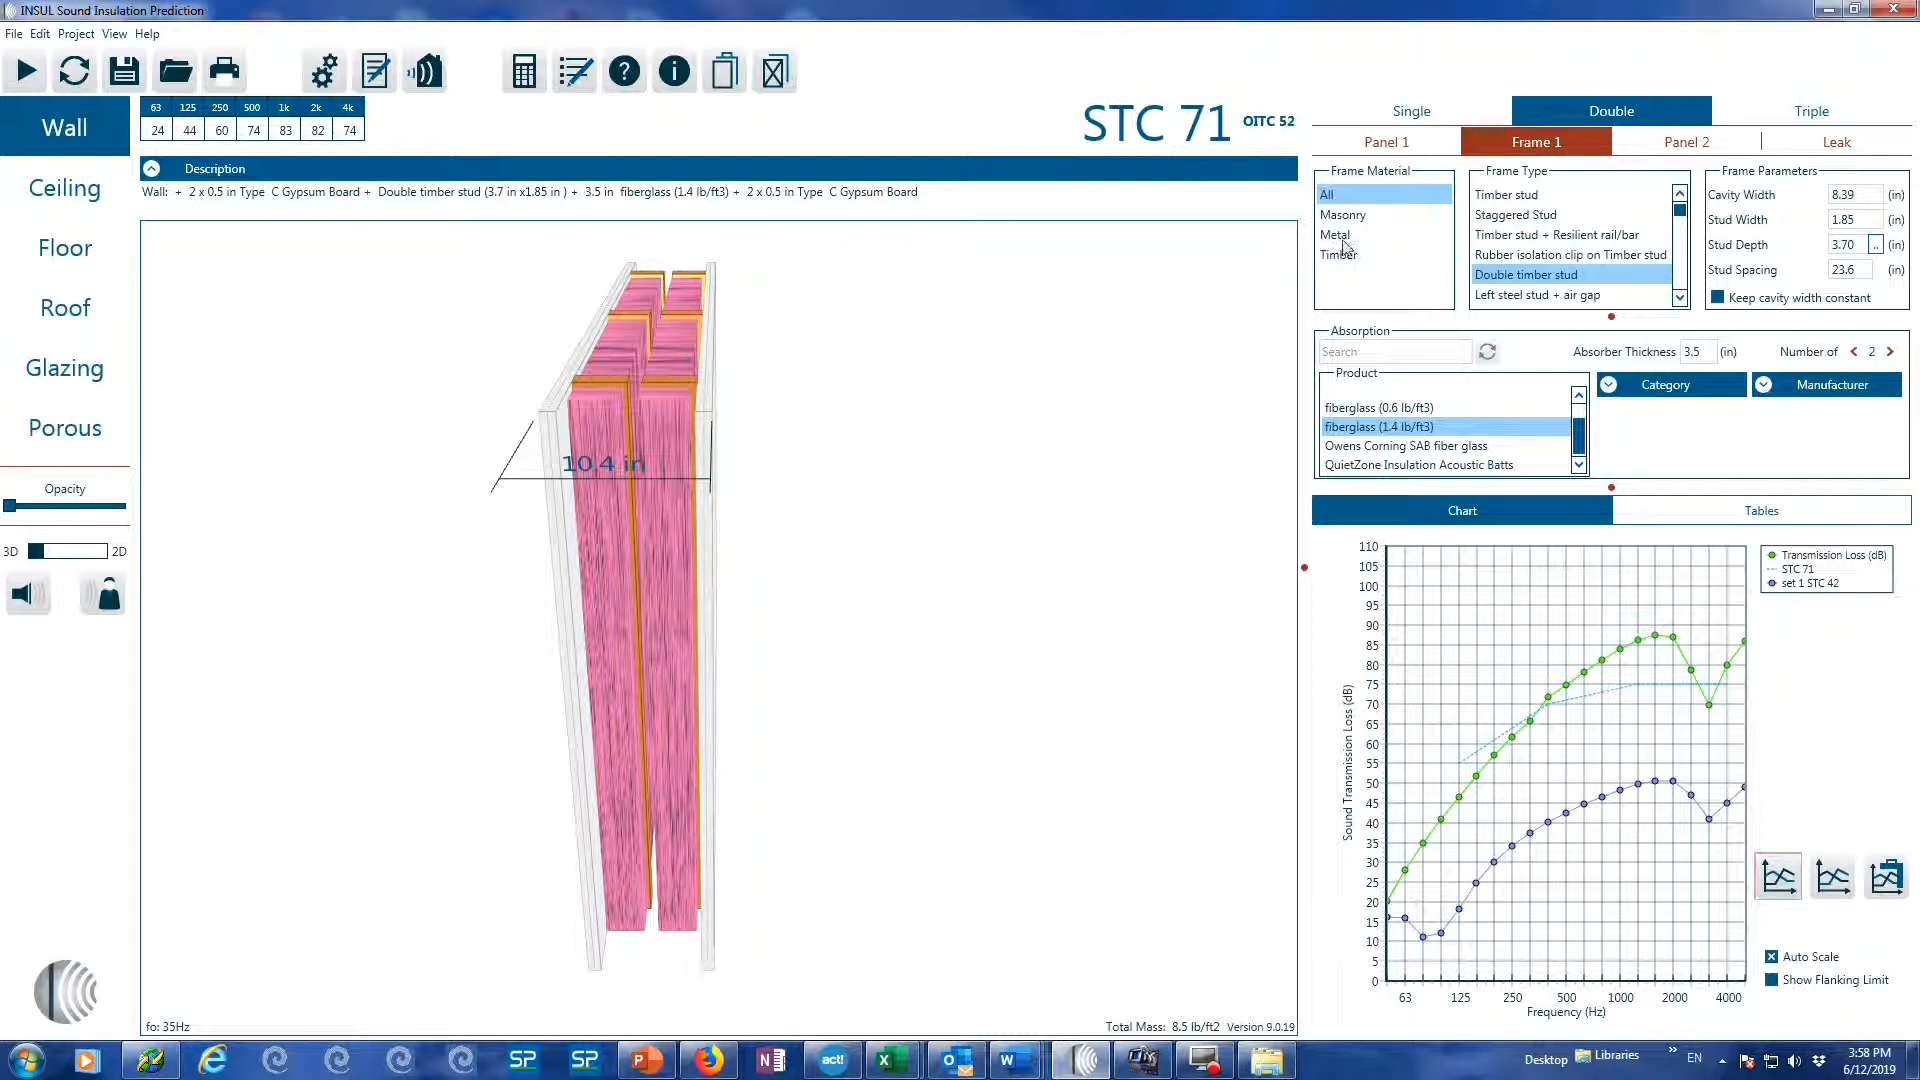 INSUL Sound Insulation Prediction
File Edit Project View Help
Wall
Ceiling
Floor
Roof
Glazing
Porous
Opacity
3D 2D
63 125 250 500 1k 2k 4k
24 44 60 74 83 82 74
STC 71 OITC 52
Description
Wall: + 2 x 0.5 in Type C Gypsum Board + Double timber stud (3.7 in x1.85 in ) + 3.5 in fiberglass (1.4 lb/ft3) + 2 x 0.5 in Type C Gypsum Board
10.4 in
fo: 35Hz
Total Mass: 8.5 lb/ft2 Version 9.0.19
Single Double Triple
Panel 1 Frame 1 Panel 2 Leak
Frame Material
All
Masonry
Metal
Timber
Frame Type
Timber stud
Staggered Stud
Timber stud + Resilient rail/bar
Rubber isolation clip on Timber stud
Double timber stud
Left steel stud + air gap
Frame Parameters
Cavity Width 8.39 (in)
Stud Width 1.85 (in)
Stud Depth 3.70 .. (in)
Stud Spacing 23.6 (in)
Keep cavity width constant
Absorption
Search
Absorber Thickness 3.5 (in)
Number of < 2 >
Product
fiberglass (0.6 lb/ft3)
fiberglass (1.4 lb/ft3)
Owens Corning SAB fiber glass
QuietZone Insulation Acoustic Batts
Category
Manufacturer
Chart Tables
Sound Transmission Loss (dB)
110
105
100
95
90
85
80
75
70
65
60
55
50
45
40
35
30
25
20
15
10
5
0
63 125 250 500 1000 2000 4000
Frequency (Hz)
Transmission Loss (dB)
STC 71
set 1 STC 42
Auto Scale
Show Flanking Limit
SP SP P N act! X O W
Desktop Libraries » EN
3:58 PM
6/12/2019